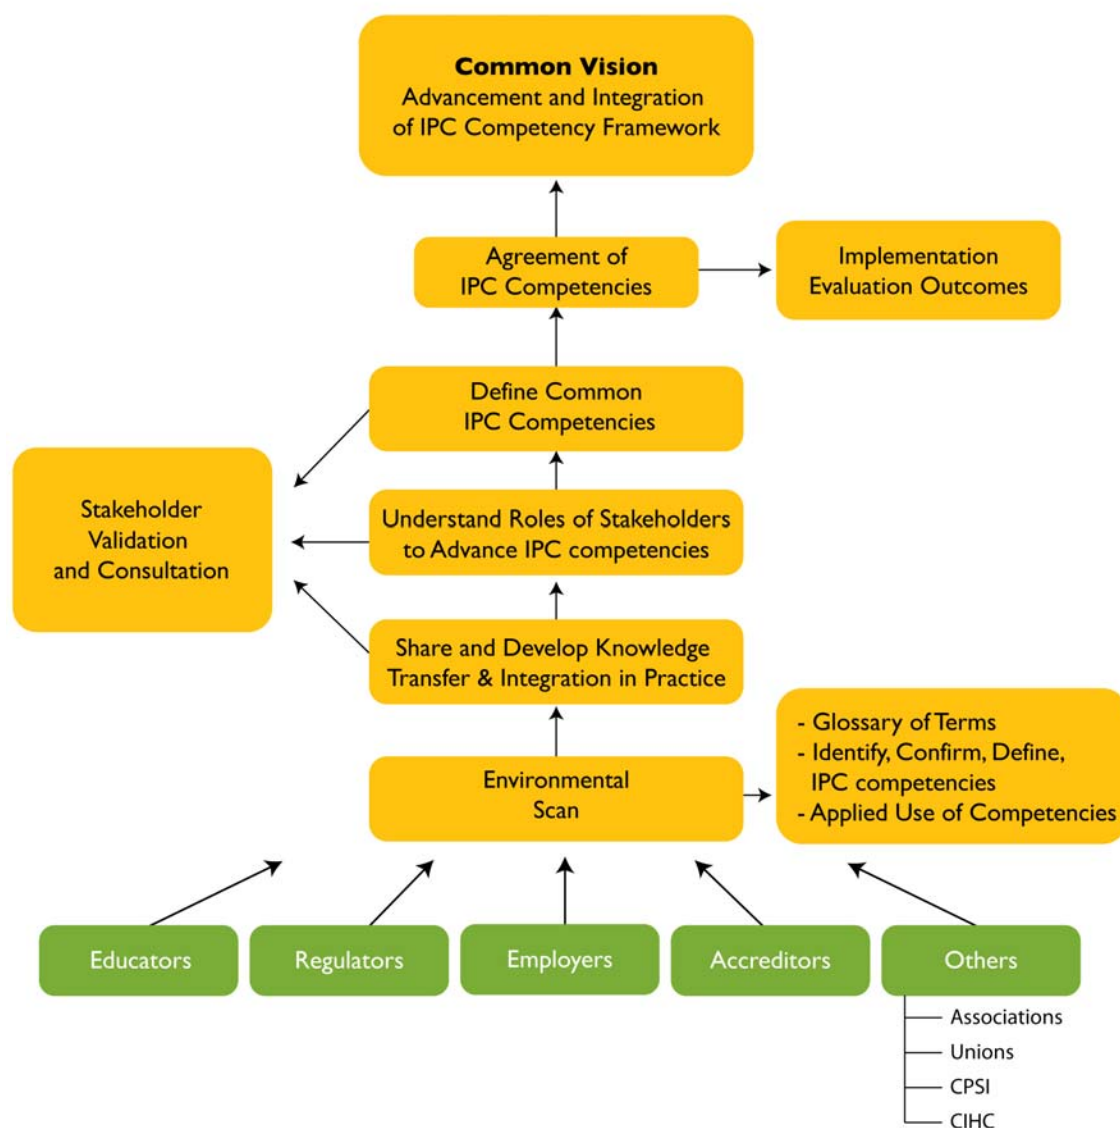 Common Vision
Advancement and Integration
of IPC Competency Framework
Agreement of
IPC Competencies
Implementation
Evaluation Outcomes
Define Common
IPC Competencies
Stakeholder
Validation
and Consultation
Understand Roles of Stakeholders
to Advance IPC competencies
Share and Develop Knowledge
Transfer & Integration in Practice
Environmental
Scan
- Glossary of Terms
- Identify, Confirm, Define,
IPC competencies
- Applied Use of Competencies
Educators
Regulators
Employers
Accreditors
Others
Associations
Unions
CPSI
CIHC